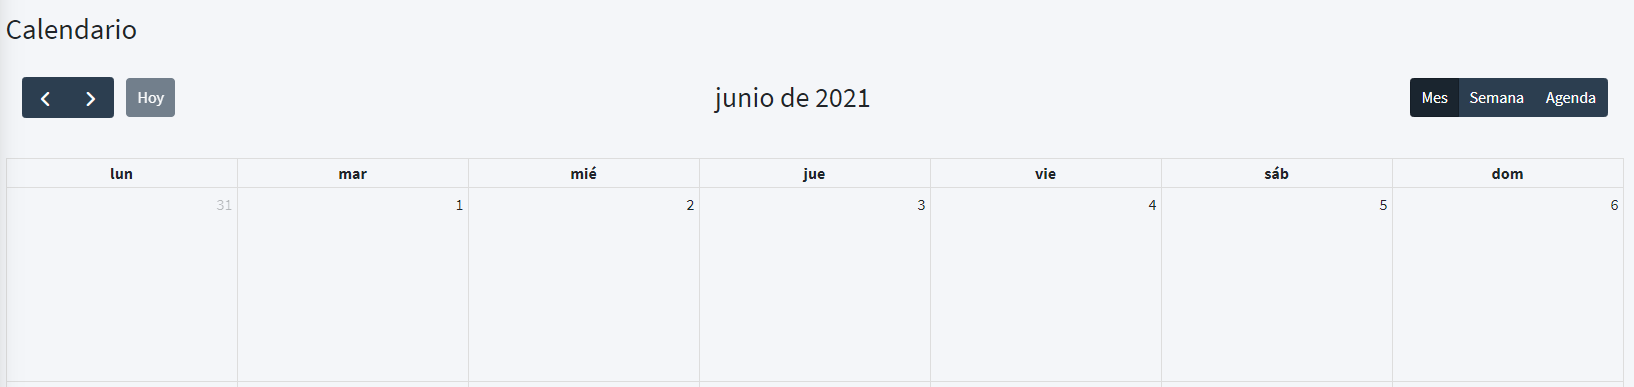 Calendario
Hoy junio de 2021 Mes Semana Agenda
lun mar mié jue vie sáb dom
31 1 2 3 4 5 6